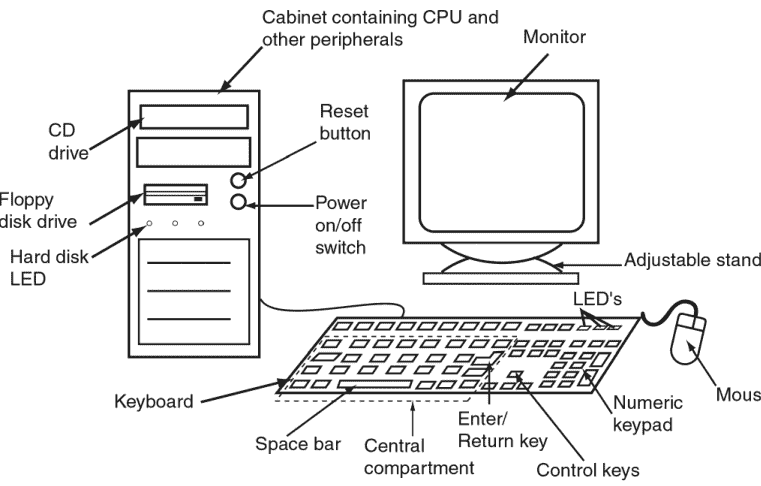 Cabinet containing CPU and
other peripherals
Monitor
Reset
button
CD
drive
Floppy
disk drive
Power
on/off
switch
Hard disk
LED
Adjustable stand
LED's
Keyboard
Space bar
Central
compartment
Enter/
Return key
Control keys
Numeric
keypad
Mous